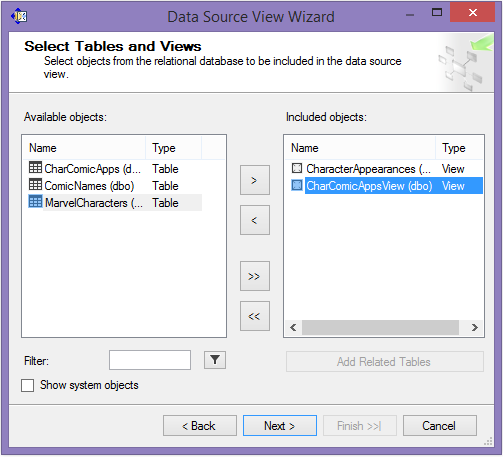 Data Source View Wizard
Select Tables and Views
Select objects from the relational database to be included in the data source
view.
Available objects:
Included objects:
Name Type
CharComicApps (d... Table
ComicNames (dbo) Table
MarvelCharacters (... Table
>
<
>>
<<
Name Type
CharacterAppearances (... View
CharComicAppsView (dbo) View
Filter:
Add Related Tables
Show system objects
< Back
Next >
Finish >>|
Cancel